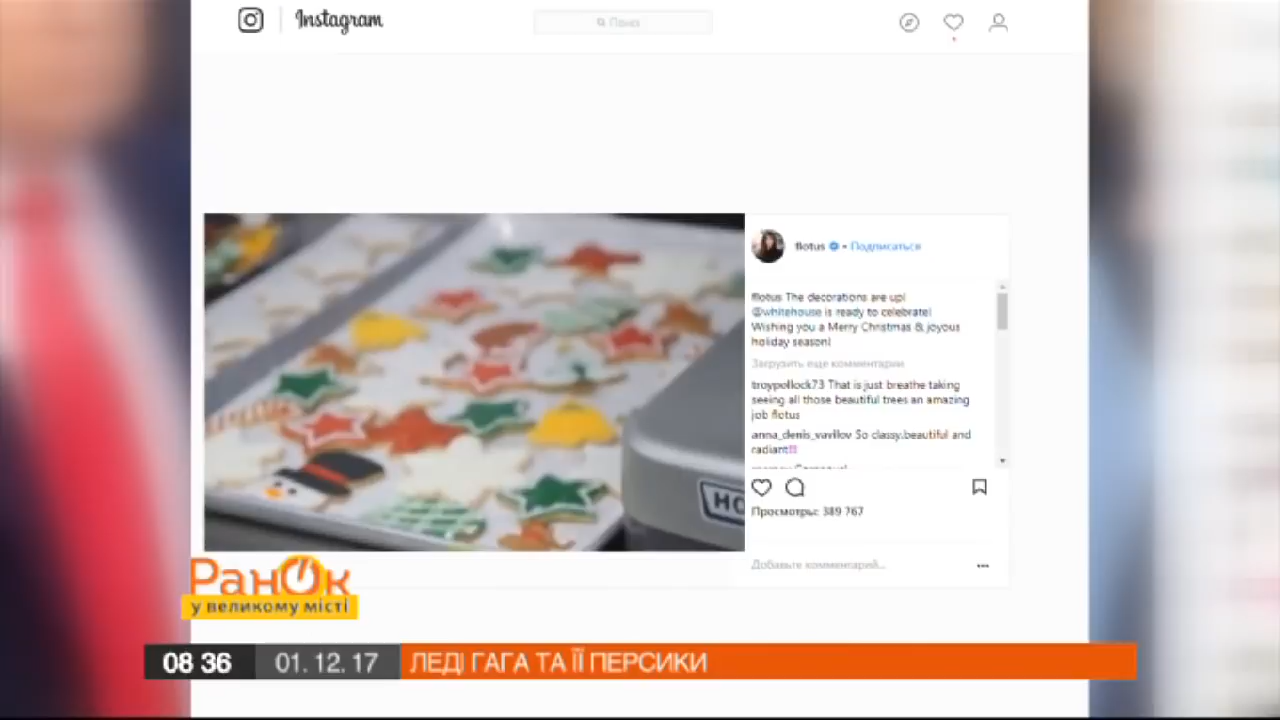 Instagram
Поиск
flotus • Подписаться
flotus The decorations are up!
@whitehouse is ready to celebrate!
Wishing you a Merry Christmas & joyous
holiday season!
Загрузить еще комментарии
troypollock73 That is just breathe taking
seeing all those beautiful trees an amazing
job flotus
anna_denis_vavilov So classy.beautiful and
radiant!!!
HO
Просмотры: 389 767
Добавьте комментарий...
Ранок
у великому місті
08 36 01. 12. 17 ЛЕДІ ГАГА ТА ЇЇ ПЕРСИКИ